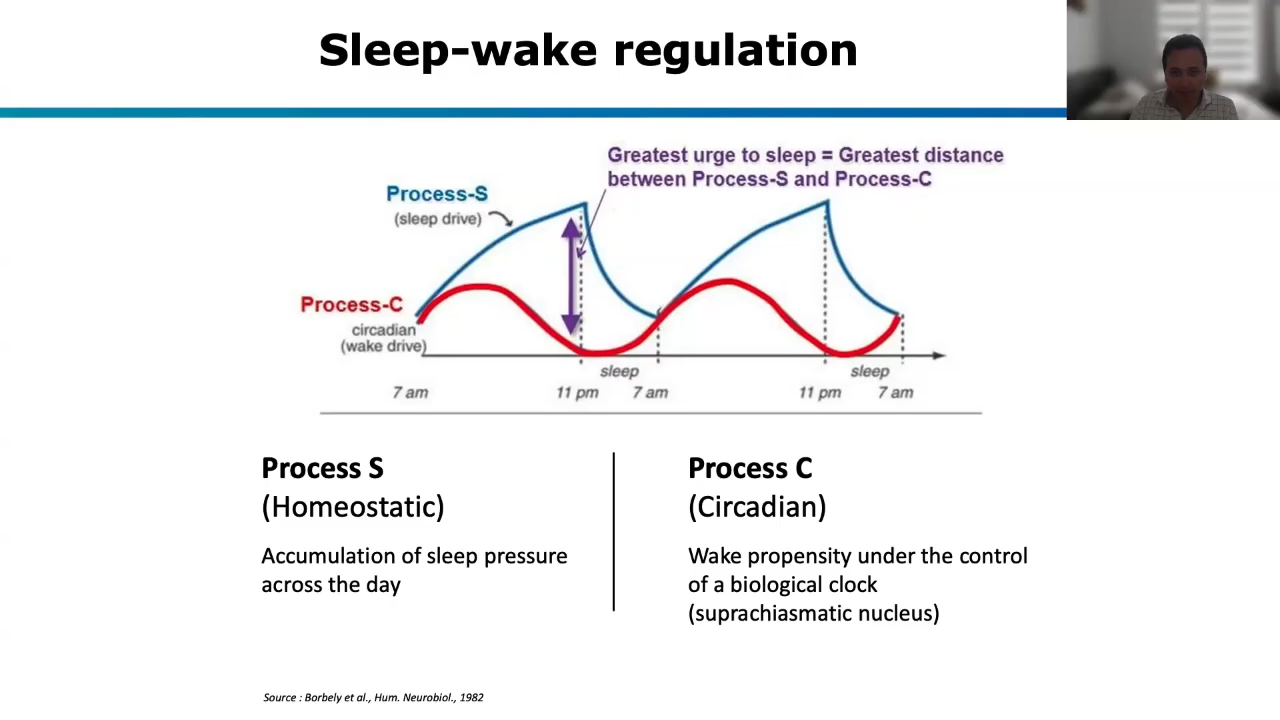 Sleep-wake regulation
Greatest urge to sleep = Greatest distance
between Process-S and Process-C
Process-S
(sleep drive)
Process-C
circadian
(wake drive)
sleep
sleep
7 am
11 pm
7 am
11 pm
7 am
Process S
(Homeostatic)
Accumulation of sleep pressure
across the day
Process C
(Circadian)
Wake propensity under the control
of a biological clock
(suprachiasmatic nucleus)
Source : Borbely et al., Hum. Neurobiol., 1982